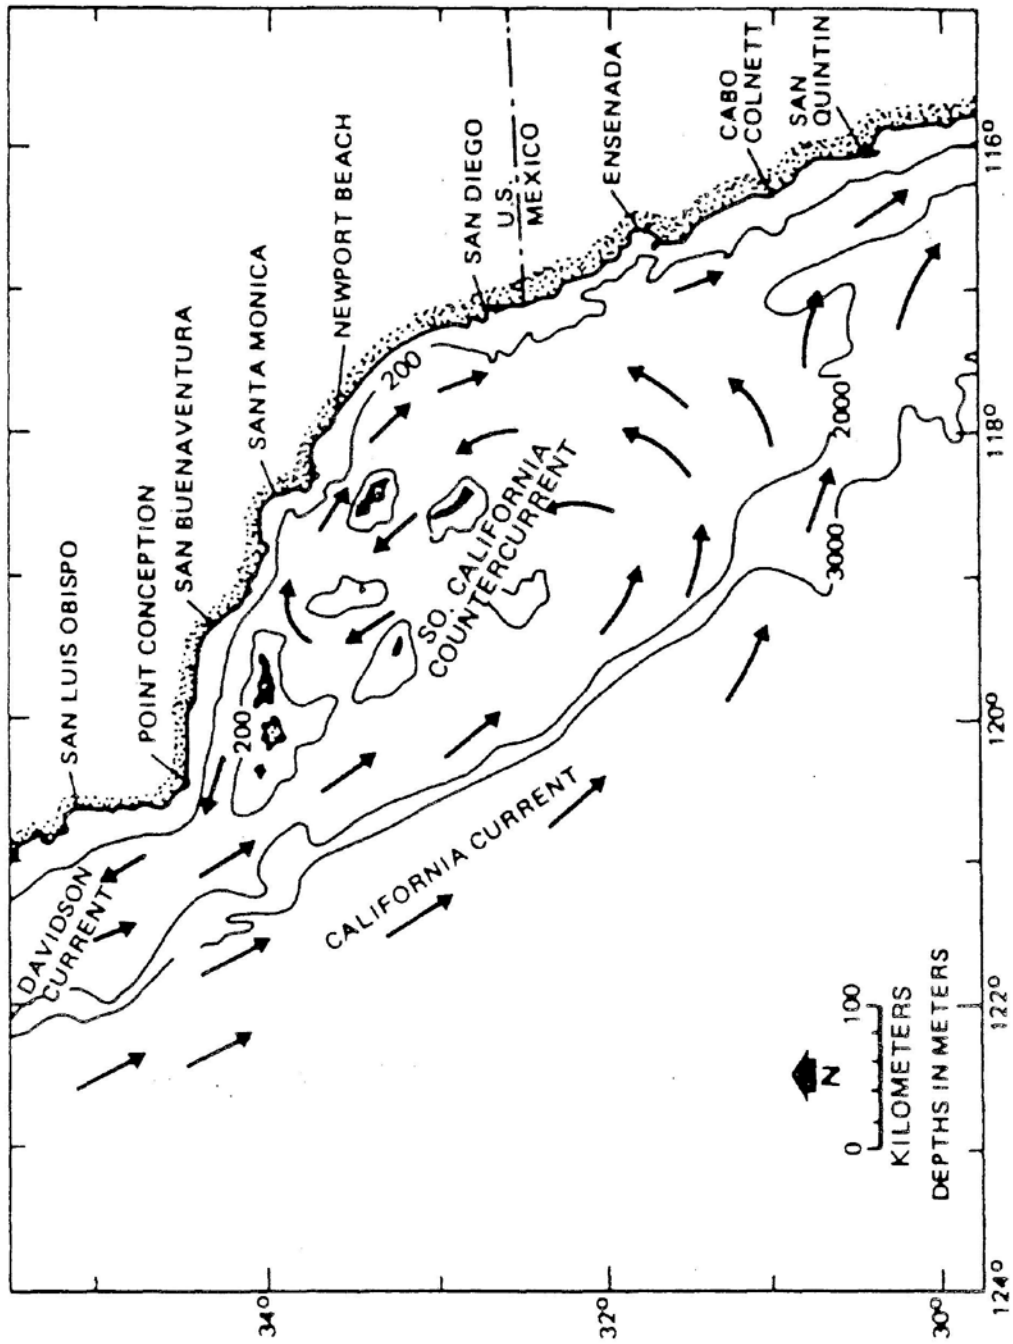 SAN LUIS OBISPO
POINT CONCEPTION
SAN BUENAVENTURA
SANTA MONICA
NEWPORT BEACH
SAN DIEGO
U.S.
MEXICO
ENSENADA
CABO
COLNETT
SAN
QUINTIN
DAVIDSON
CURRENT
200
200
SO. CALIFORNIA
COUNTERCURRENT
CALIFORNIA CURRENT
2000
3000
34°
32°
30°
124°
122°
120°
118°
116°
N
0 100
KILOMETERS
DEPTHS IN METERS